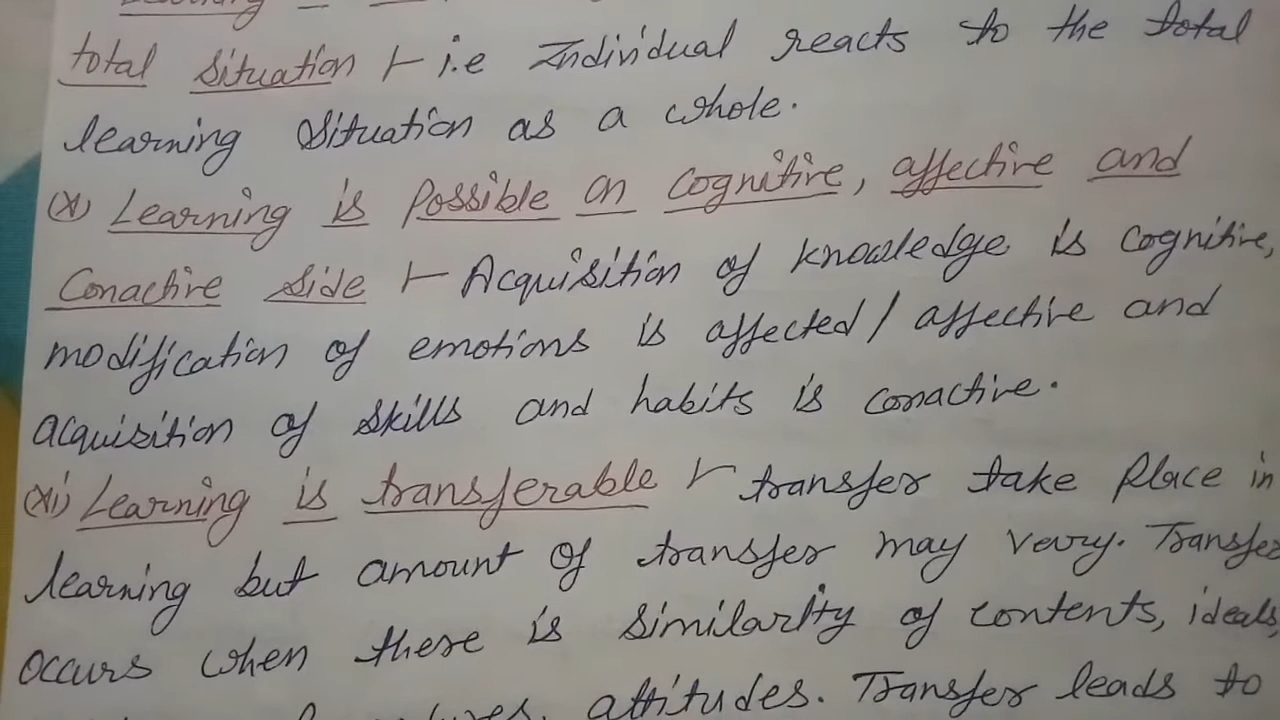 total situation :- i.e Individual reacts to the total
learning situation as a whole.
(x) Learning is Possible on Cognitire, affective and
Conactive side :- Acquisition of knowledge is cognitire,
modification of emotions is affected / affective and
acquisition of skills and habits is conactive.
(xi) Learning is transferable :- transfer take place in
learning but amount of transfer may vevry. Transfer
occurs when there is similarity of contents, ideals,
attitudes. Transfer leads to